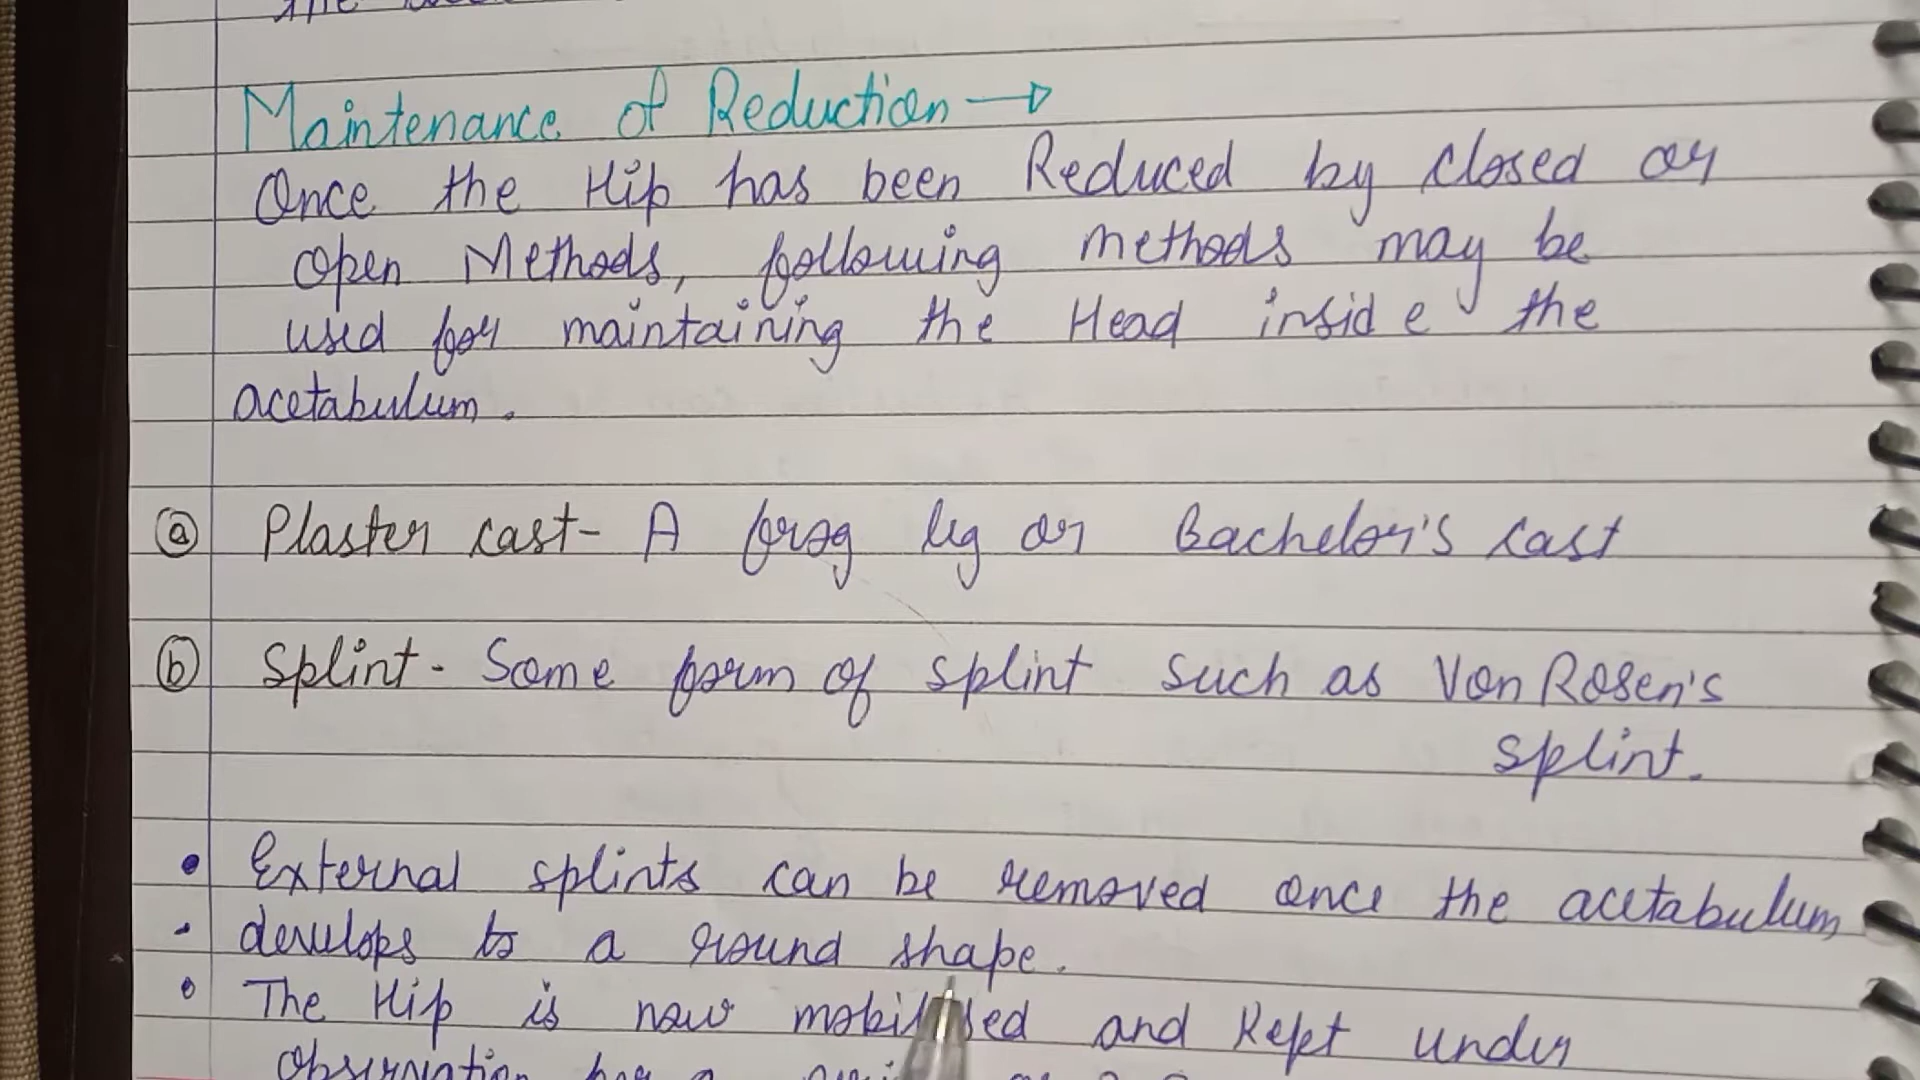 the
Maintenance of Reduction →
Once the Hip has been Reduced by closed or
open Methods, following methods may be
used for maintaining the Head inside the
acetabulum.
ⓐ Plaster cast- A frog leg or Bachelor's cast
ⓑ Splint- Some form of splint such as Von Rosen's
splint.
• External splints can be removed once the acetabulum
• develops to a round shape.
• The Hip is now mobilised and Kept under
observation for a